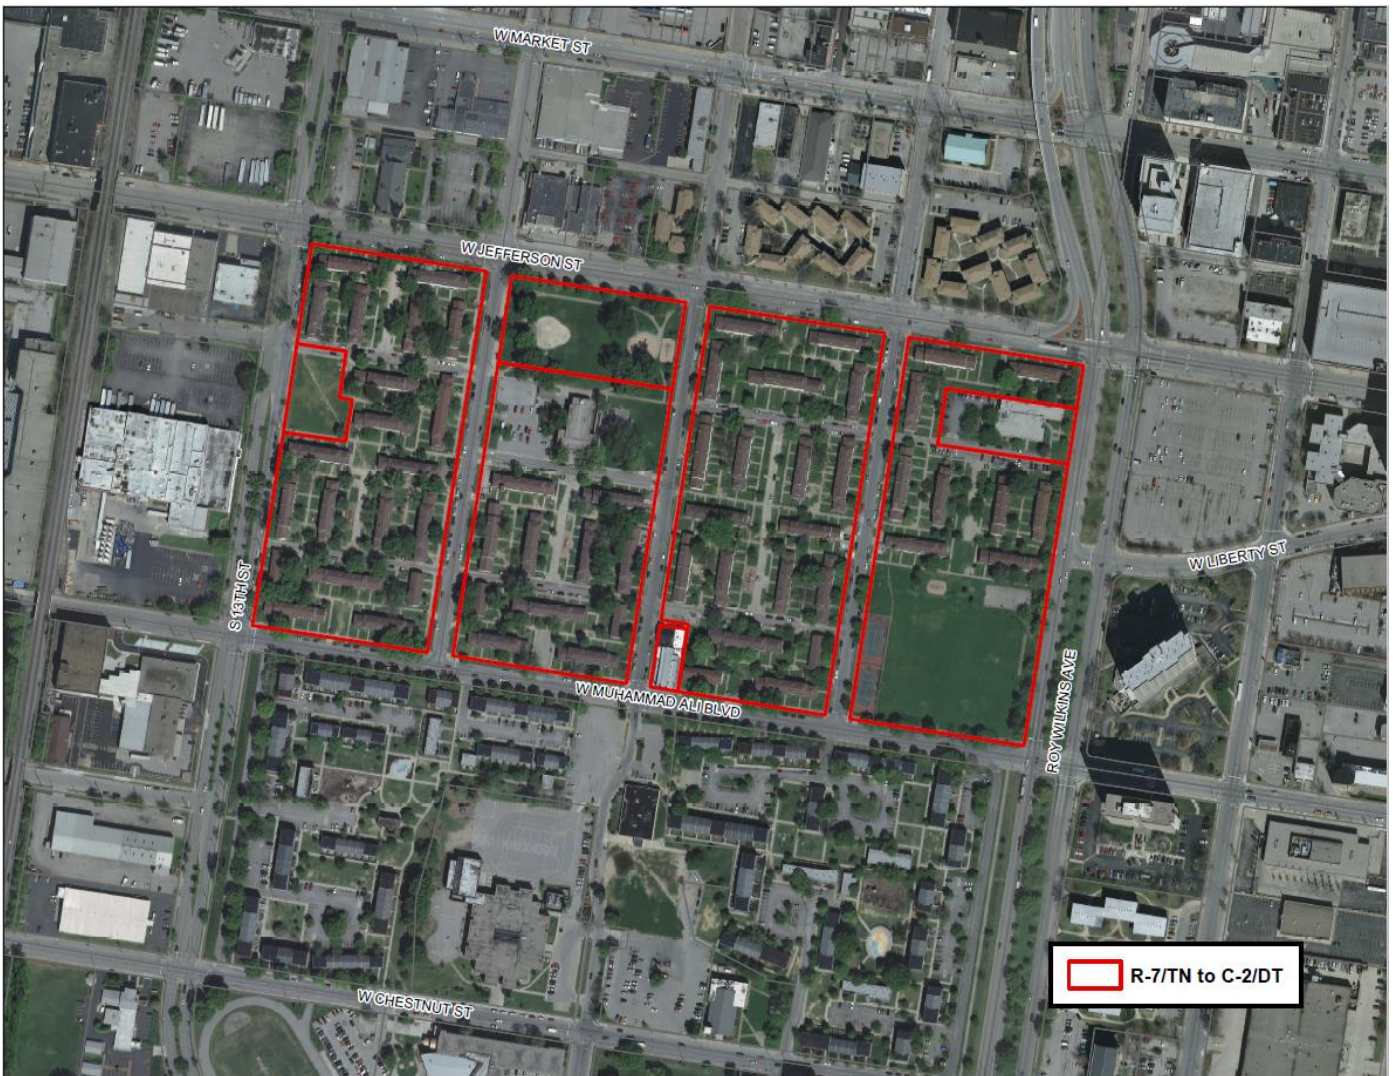 W MARKET ST
W JEFFERSON ST
W LIBERTY ST
S 13TH ST
ROY WILKINS AVE
W MUHAMMAD ALI BLVD
R-7/TN to C-2/DT
W CHESTNUT ST